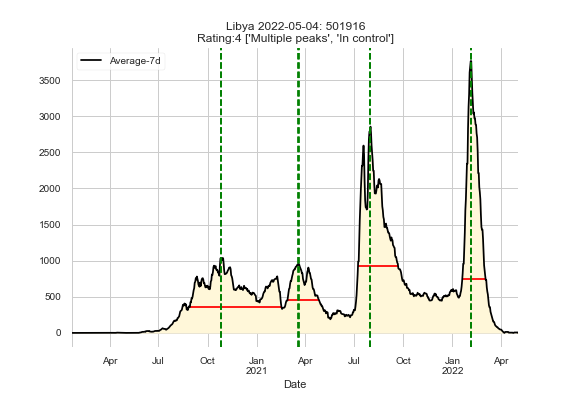 Libya 2022-05-04: 501916
Rating:4 ['Multiple peaks', 'In control']
Average-7d
3500
3000
2500
2000
1500
1000
500
0
Apr Jul Oct Jan Apr Jul Oct Jan Apr
2021 2022
Date